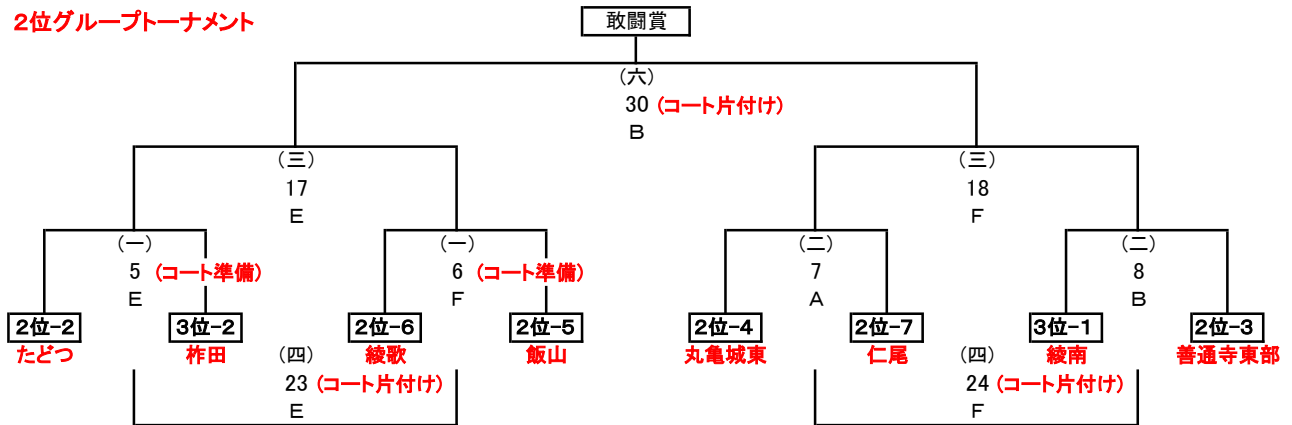 2位グループトーナメント
敢闘賞
(六)
30 (コート片付け)
B
(三) (三)
17 18
E F
(一) (一) (二) (二)
5 (コート準備) 6 (コート準備) 7 8
E F A B
2位-2 3位-2 2位-6 2位-5 2位-4 2位-7 3位-1 2位-3
たどつ 柞田 綾歌 飯山 丸亀城東 仁尾 綾南 善通寺東部
(四) (四)
23 (コート片付け) 24 (コート片付け)
E F